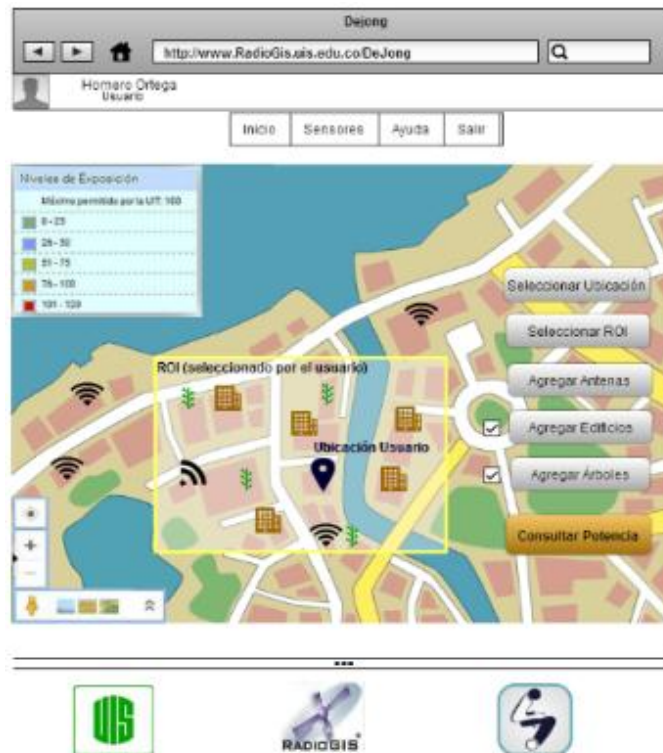 Dejong
http://www.RadioGis.uis.edu.co/DeJong
Homero Ortega
Usuario
Inicio Sensores Ayuda Salir
Niveles de Exposición
Máximo permitido por la UIT: 100
0 - 25
26 - 50
51 - 75
76 - 100
101 - 120
Seleccionar Ubicación
Seleccionar ROI
ROI (seleccionado por el usuario)
Agregar Antenas
Agregar Edificios
Ubicación Usuario
Agregar Árboles
Consultar Potencia
UIS
RADIOGIS